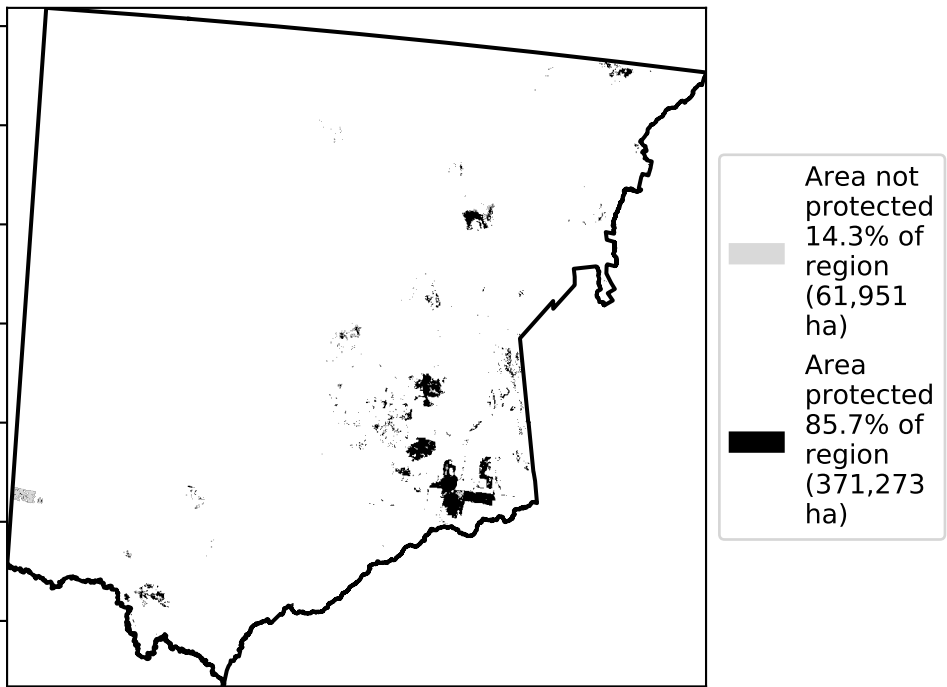 Area not
protected
14.3% of
region
(61,951
ha)
Area
protected
85.7% of
region
(371,273
ha)